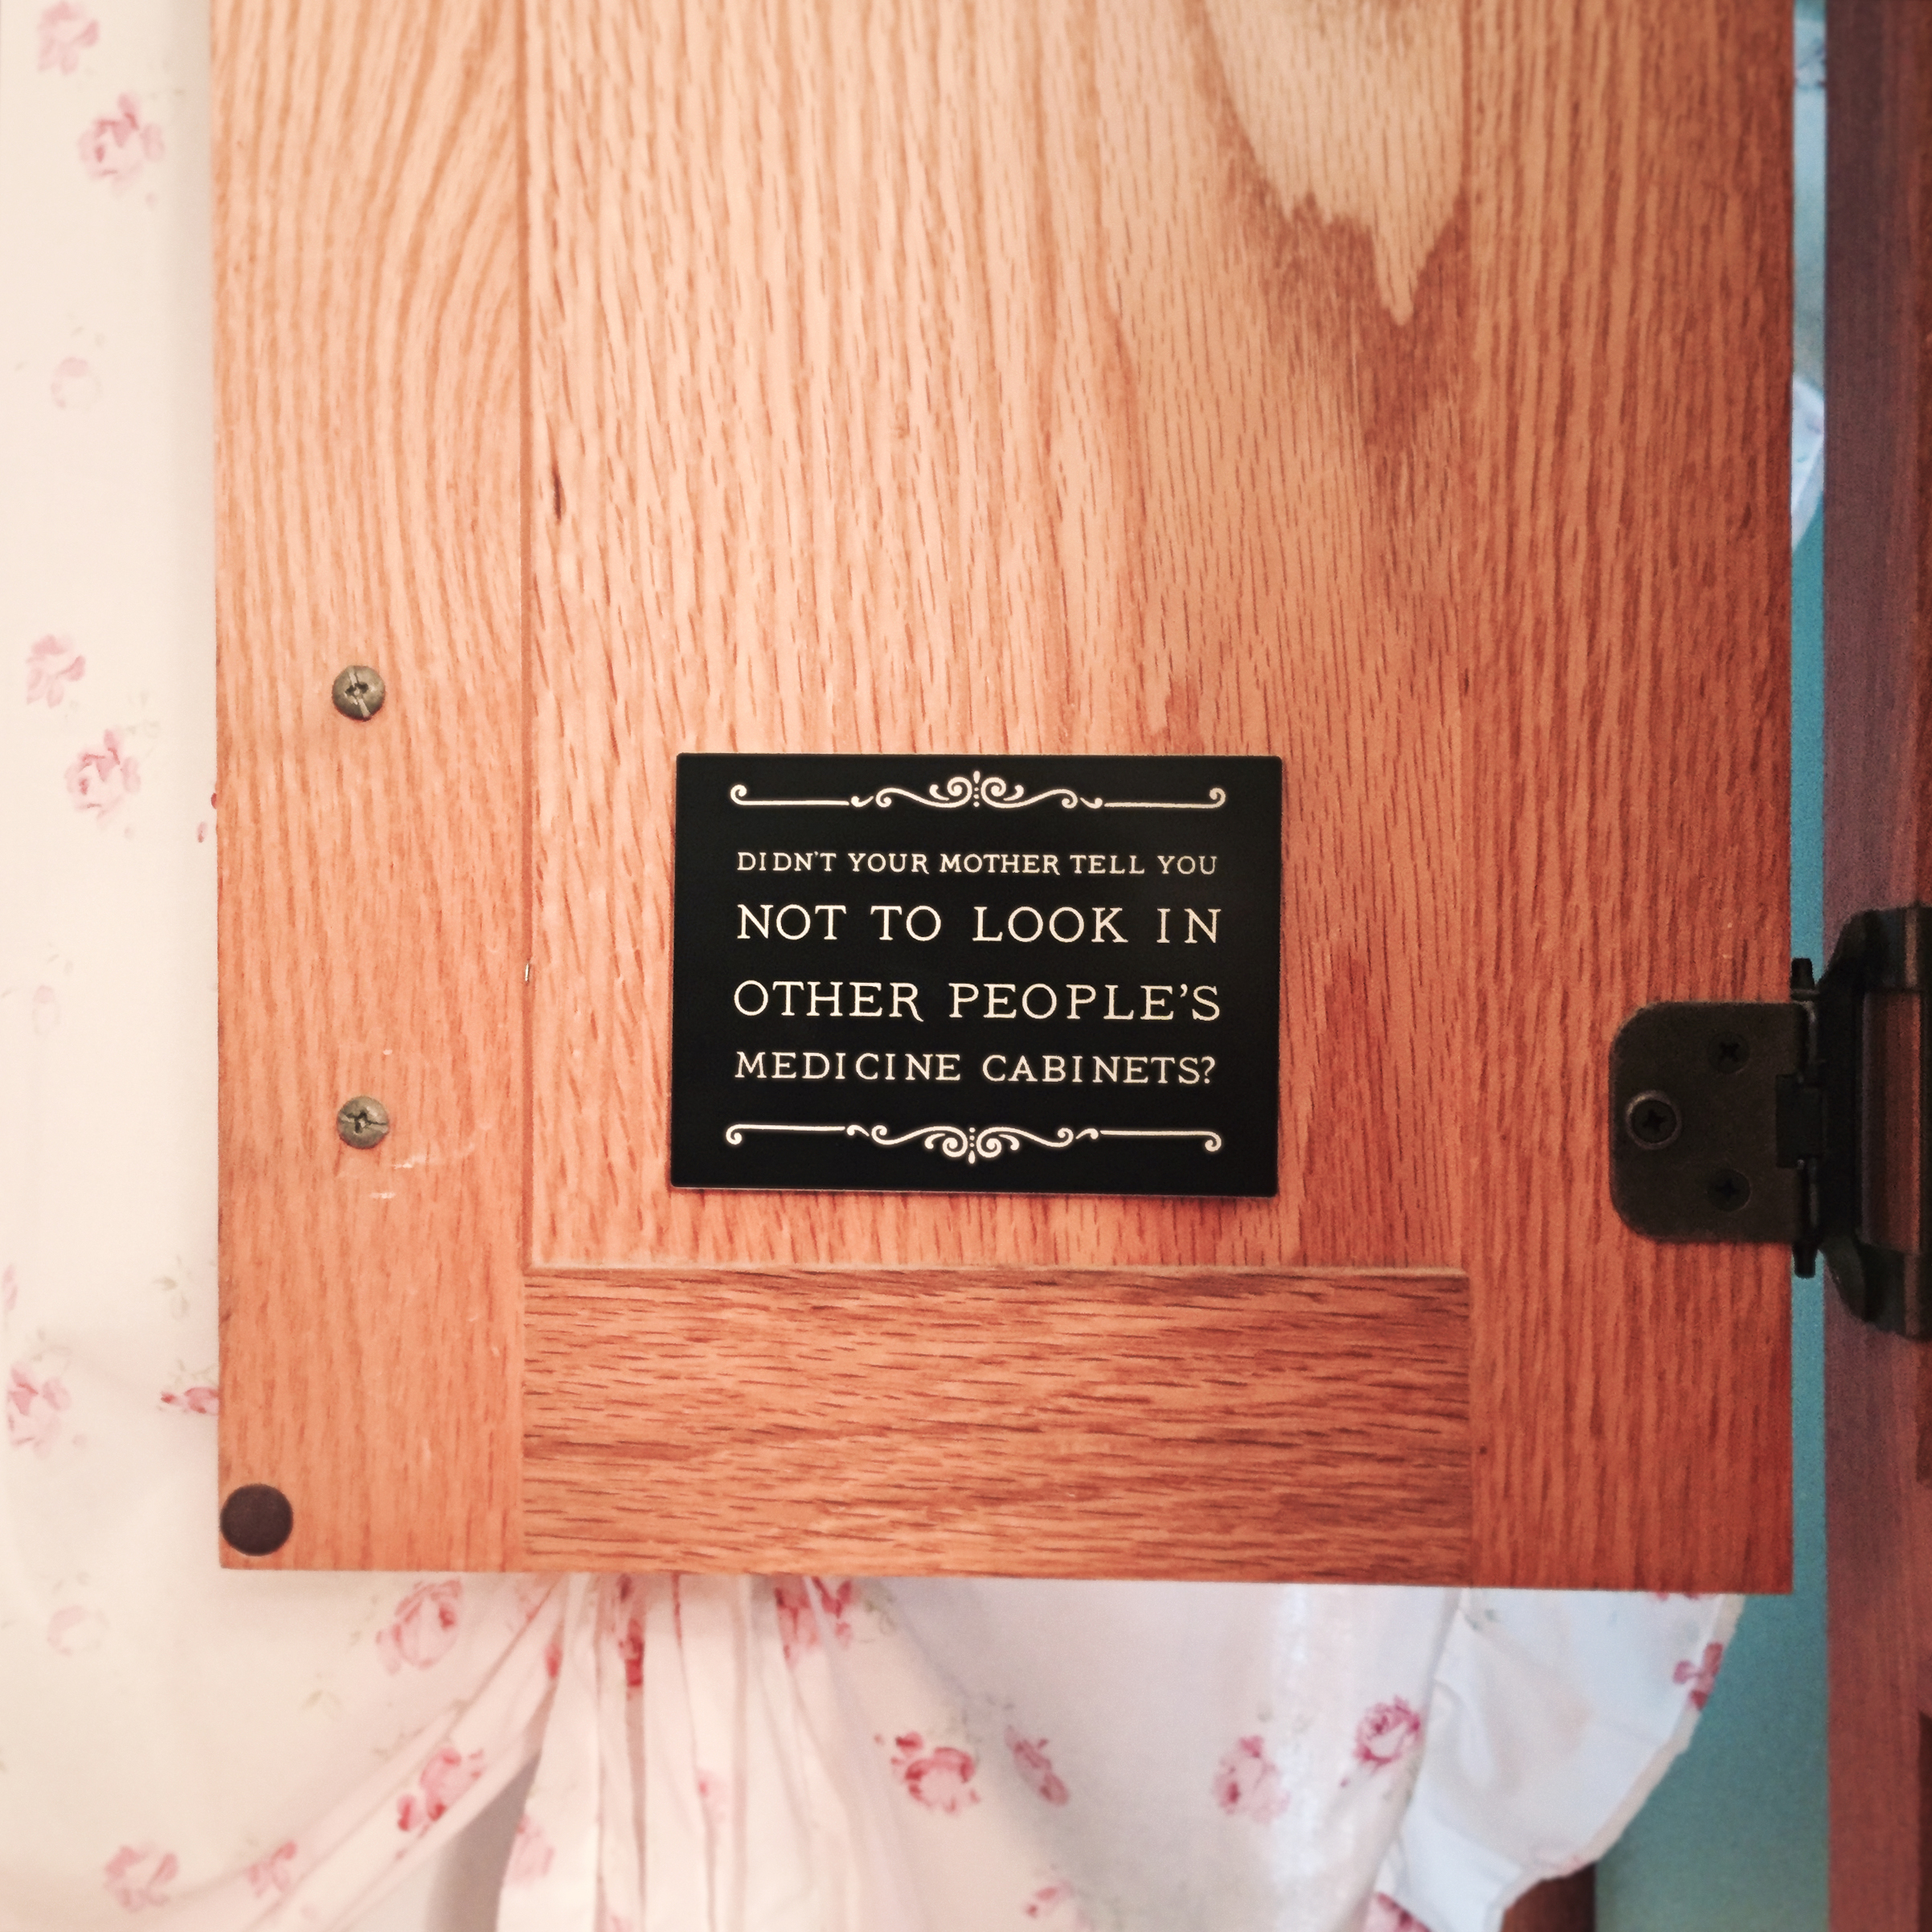 DIDN'T YOUR MOTHER TELL YOU
NOT TO LOOK IN
OTHER PEOPLE'S
MEDICINE CABINETS?